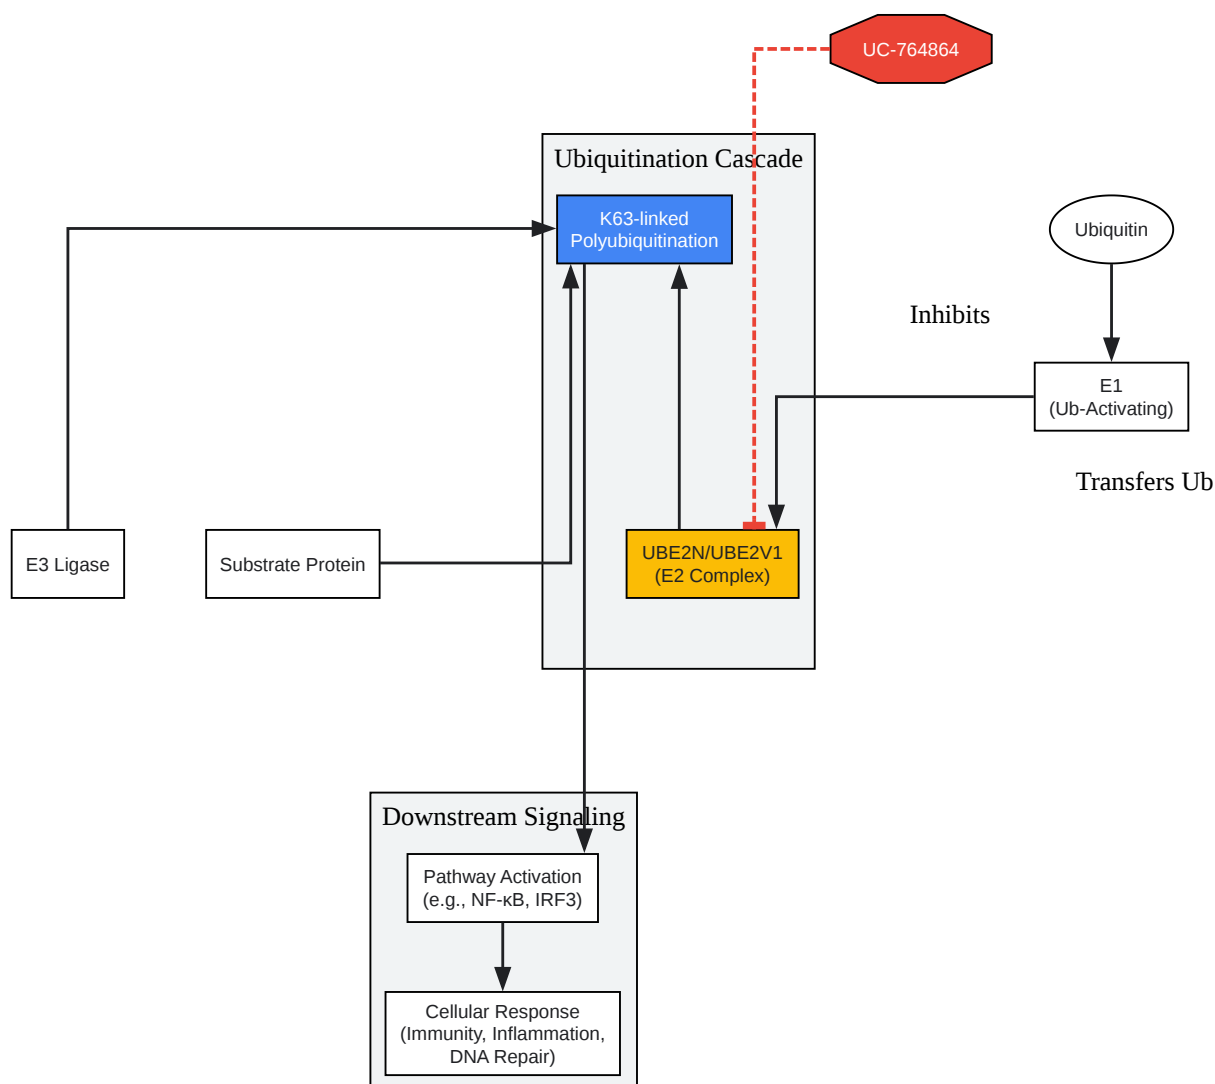 UC-764864
Ubiquitination Cascade
K63-linked
Polyubiquitination
Ubiquitin
Inhibits
E1
(Ub-Activating)
Transfers Ub
E3 Ligase
Substrate Protein
UBE2N/UBE2V1
(E2 Complex)
Downstream Signaling
Pathway Activation
(e.g., NF-κB, IRF3)
Cellular Response
(Immunity, Inflammation,
DNA Repair)